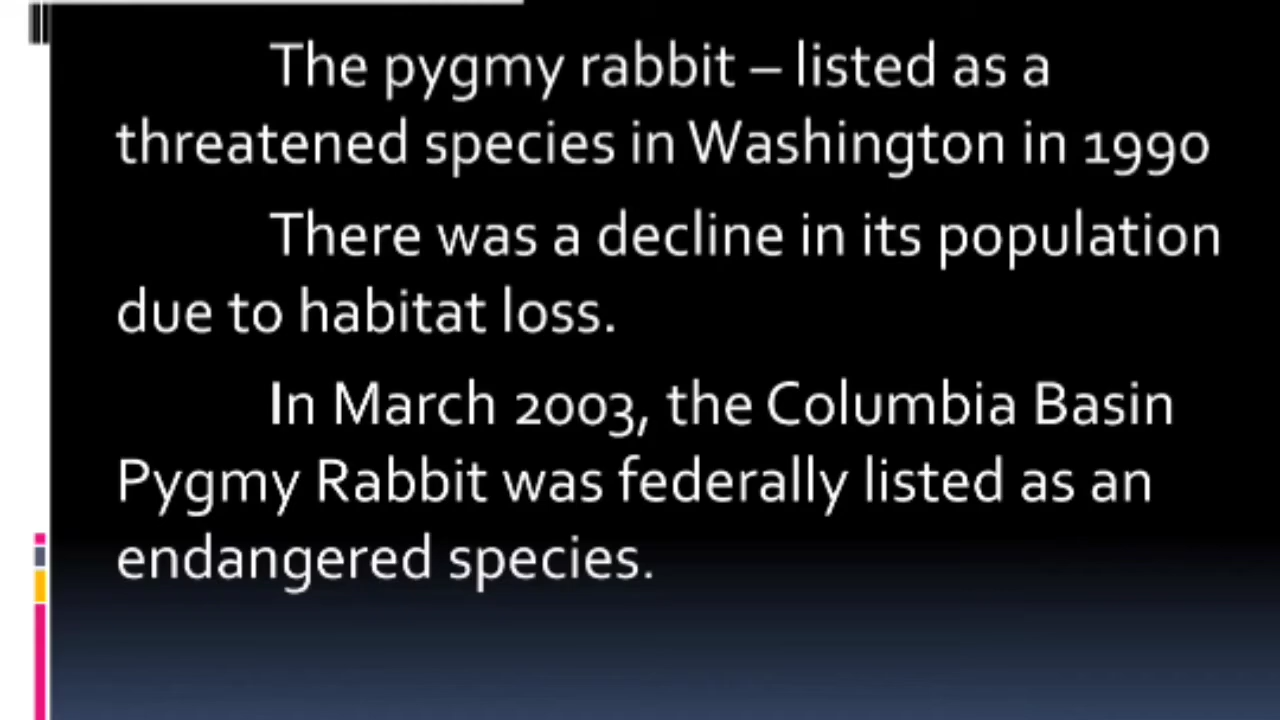 The pygmy rabbit – listed as a
threatened species in Washington in 1990
There was a decline in its population
due to habitat loss.
In March 2003, the Columbia Basin
Pygmy Rabbit was federally listed as an
endangered species.